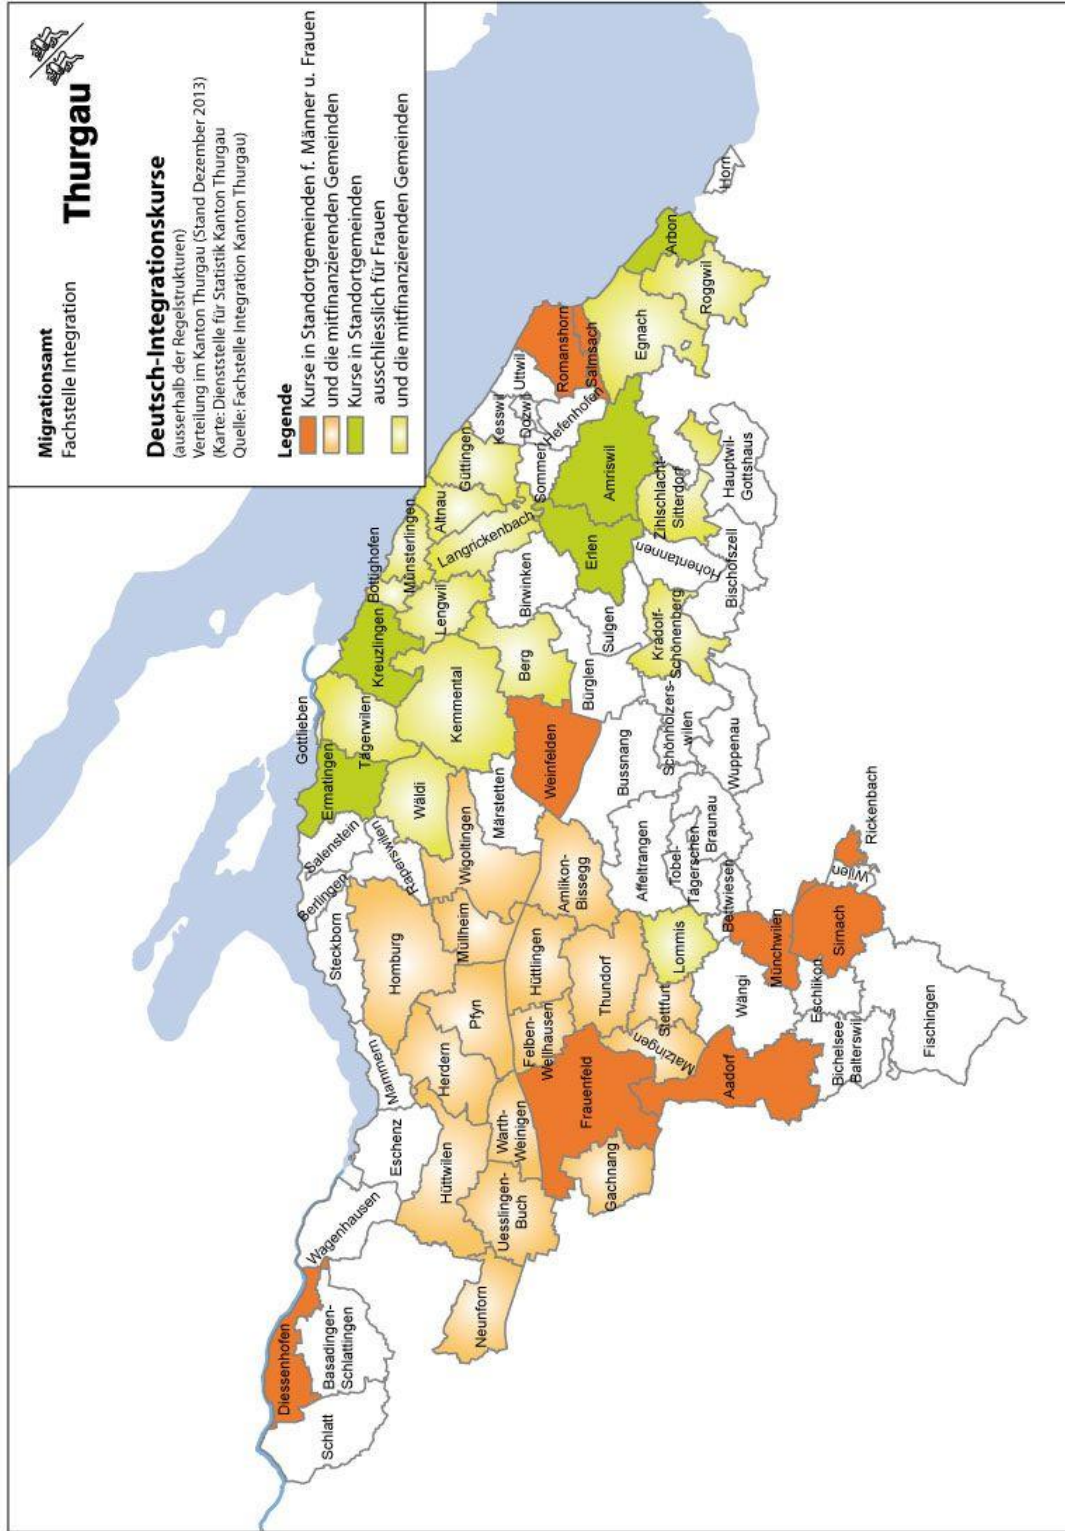 Migrationsamt
Fachstelle Integration
Thurgau
Deutsch-Integrationskurse
(ausserhalb der Regelstrukturen)
Verteilung im Kanton Thurgau (Stand Dezember 2013)
(Karte: Dienststelle für Statistik Kanton Thurgau
Quelle: Fachstelle Integration Kanton Thurgau)
Legende
Kurse in Standortgemeinden f. Männer u. Frauen
und die mitfinanzierenden Gemeinden
Kurse in Standortgemeinden
ausschliesslich für Frauen
und die mitfinanzierenden Gemeinden
Schlatt
Diessenhofen
Basadingen-
Schlattingen
Wagenhausen
Eschenz
Mammern
Steckborn
Berlingen
Salenstein
Raperswilen
Ermatingen
Gottlieben
Tägerwilen
Kreuzlingen
Bottighofen
Münsterlingen
Altnau
Güttingen
Kesswil
Uttwil
Dozwil
Romanshorn
Salmsach
Hefenhofen
Sommeri
Langrickenbach
Lengwil
Kemmental
Wäldi
Homburg
Herdern
Hüttwilen
Neunforn
Uesslingen-
Buch
Warth-
Weinigen
Pfyn
Müllheim
Wigoltingen
Märstetten
Weinfelden
Berg
Birwinken
Erlen
Amriswil
Egnach
Arbon
Horn
Roggwil
Felben-
Wellhausen
Hüttlingen
Amlikon-
Bissegg
Bürglen
Sulgen
Frauenfeld
Gachnang
Thundorf
Stettfurt
Matzingen
Lommis
Affeltrangen
Bussnang
Schönholzers-
wilen
Kradolf-
Schönenberg
Hohentannen
Zihlschlacht-
Sitterdorf
Hauptwil-
Gottshaus
Bischofszell
Wuppenau
Braunau
Tobel-
Tägerschen
Bettwiesen
Münchwilen
Wängi
Aadorf
Eschlikon
Sirnach
Wilen
Rickenbach
Bichelsee
Balterswil
Fischingen